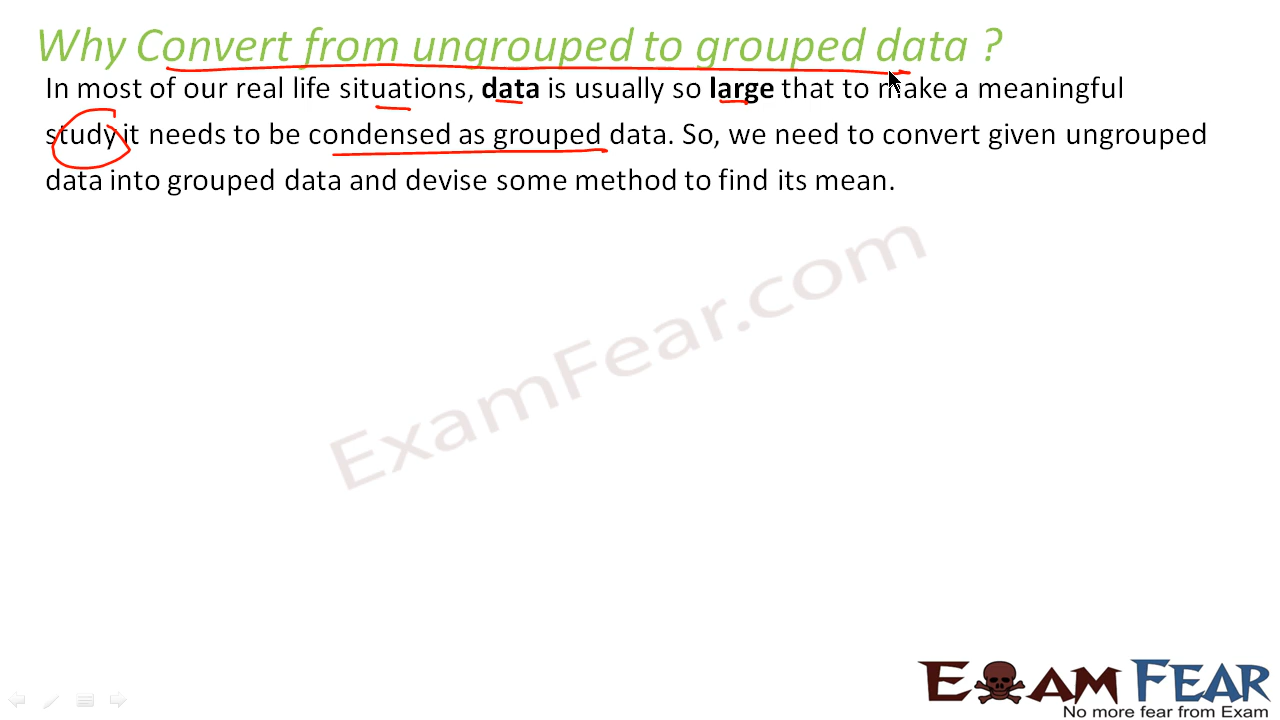 Why Convert from ungrouped to grouped data ?
In most of our real life situations, data is usually so large that to make a meaningful
study it needs to be condensed as grouped data. So, we need to convert given ungrouped
data into grouped data and devise some method to find its mean.
ExamFear.com
EXAM FEAR
No more fear from Exam